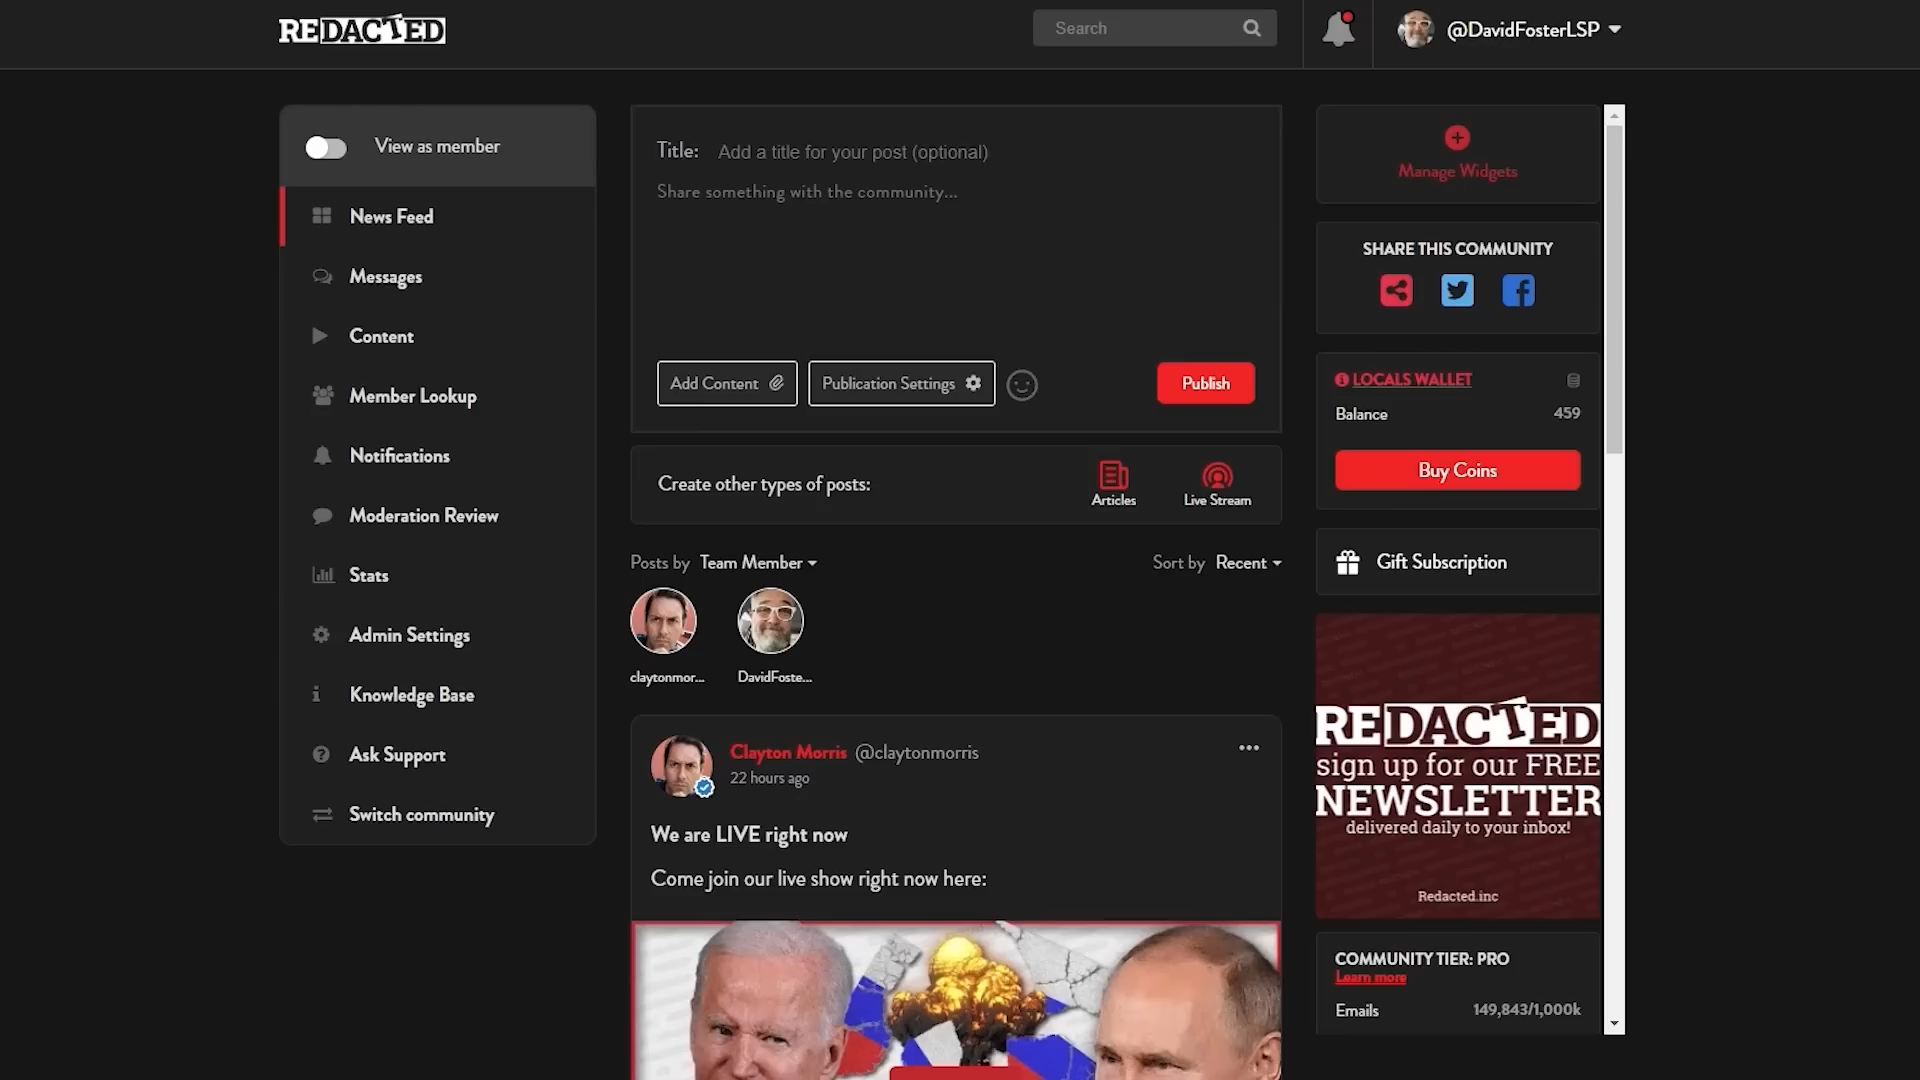 REDACTED
Search
@DavidFosterLSP
View as member
News Feed
Messages
Content
Member Lookup
Notifications
Moderation Review
Stats
Admin Settings
Knowledge Base
Ask Support
Switch community
Title: Add a title for your post (optional)
Share something with the community...
Add Content
Publication Settings
Publish
Create other types of posts:
Articles
Live Stream
Posts by Team Member
Sort by Recent
claytonmor...
DavidFoste...
Clayton Morris @claytonmorris
22 hours ago
We are LIVE right now
Come join our live show right now here:
Manage Widgets
SHARE THIS COMMUNITY
LOCALS WALLET
Balance 459
Buy Coins
Gift Subscription
REDACTED
sign up for our FREE
NEWSLETTER
delivered daily to your inbox!
Redacted.inc
COMMUNITY TIER: PRO
Learn more
Emails 149,843/1,000k